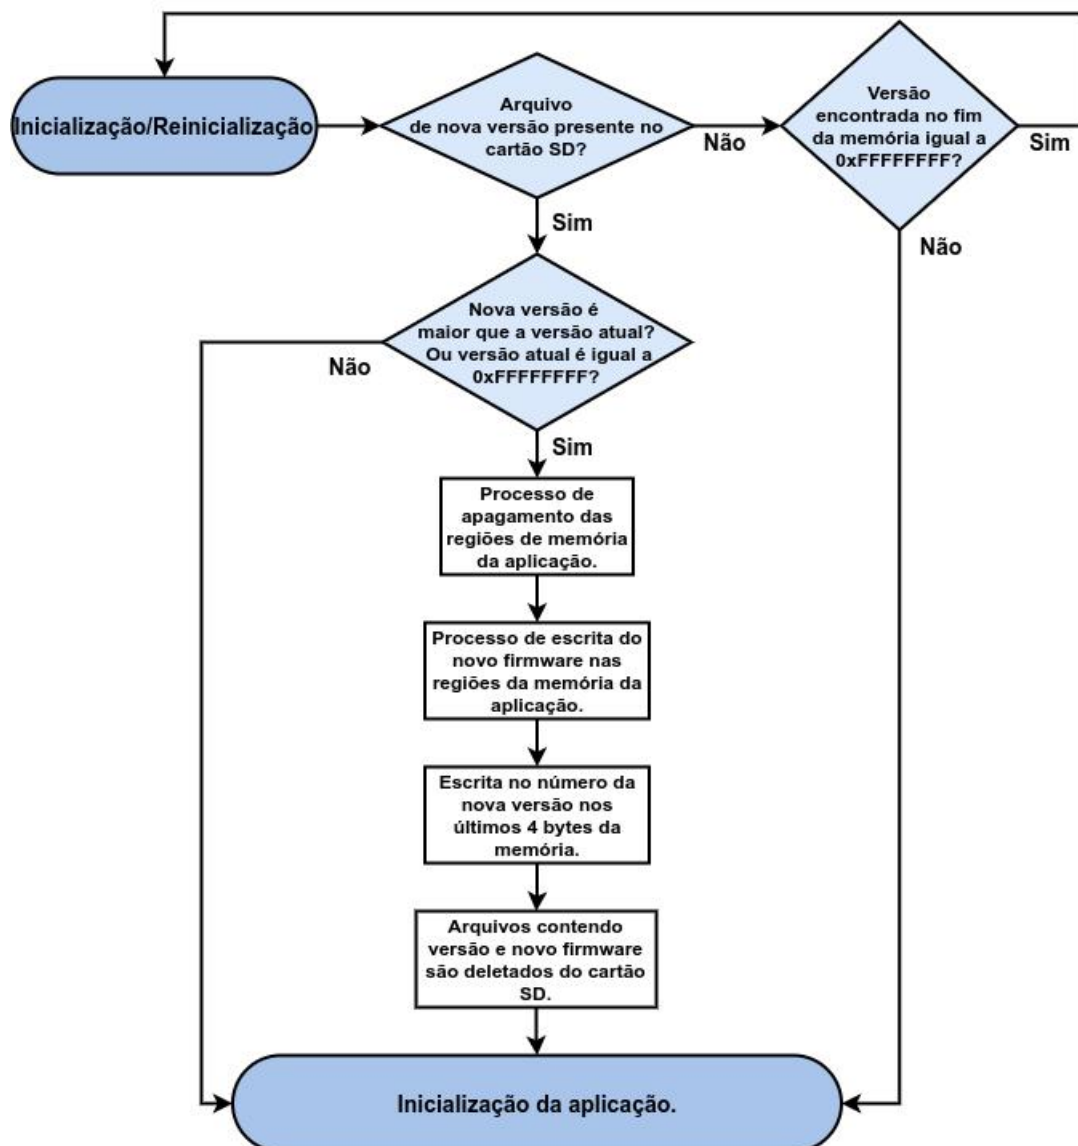 Inicialização/Reinicialização
Arquivo
de nova versão presente no
cartão SD?
Não
Versão
encontrada no fim
da memória igual a
0xFFFFFFFF?
Sim
Sim
Não
Nova versão é
maior que a versão atual?
Ou versão atual é igual a
0xFFFFFFFF?
Não
Sim
Processo de
apagamento das
regiões de memória
da aplicação.
Processo de escrita do
novo firmware nas
regiões da memória da
aplicação.
Escrita no número da
nova versão nos
últimos 4 bytes da
memória.
Arquivos contendo
versão e novo firmware
são deletados do cartão
SD.
Inicialização da aplicação.